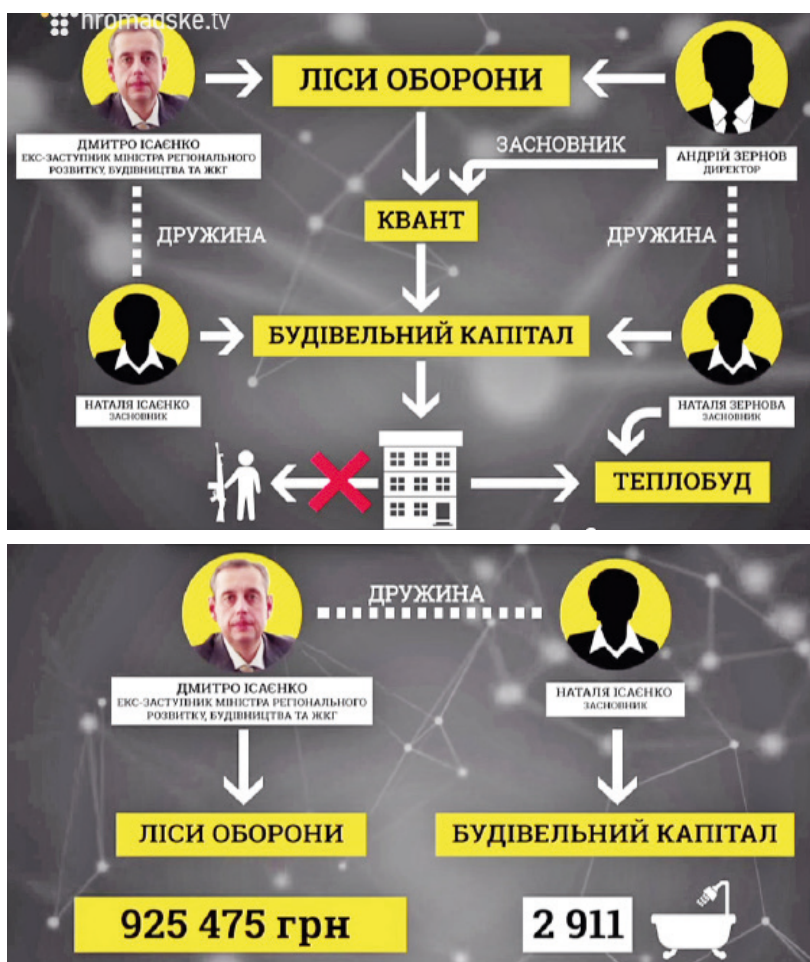 hromadske.tv
ЛІСИ ОБОРОНИ
ДМИТРО ІСАЄНКО
ЕКС-ЗАСТУПНИК МІНІСТРА РЕГІОНАЛЬНОГО
РОЗВИТКУ, БУДІВНИЦТВА ТА ЖКГ
ЗАСНОВНИК
АНДРІЙ ЗЕРНОВ
ДИРЕКТОР
КВАНТ
ДРУЖИНА
ДРУЖИНА
БУДІВЕЛЬНИЙ КАПІТАЛ
НАТАЛЯ ІСАЄНКО
ЗАСНОВНИК
НАТАЛЯ ЗЕРНОВА
ЗАСНОВНИК
ТЕПЛОБУД
ДРУЖИНА
ДМИТРО ІСАЄНКО
ЕКС-ЗАСТУПНИК МІНІСТРА РЕГІОНАЛЬНОГО
РОЗВИТКУ, БУДІВНИЦТВА ТА ЖКГ
НАТАЛЯ ІСАЄНКО
ЗАСНОВНИК
ЛІСИ ОБОРОНИ
БУДІВЕЛЬНИЙ КАПІТАЛ
925 475 грн
2 911